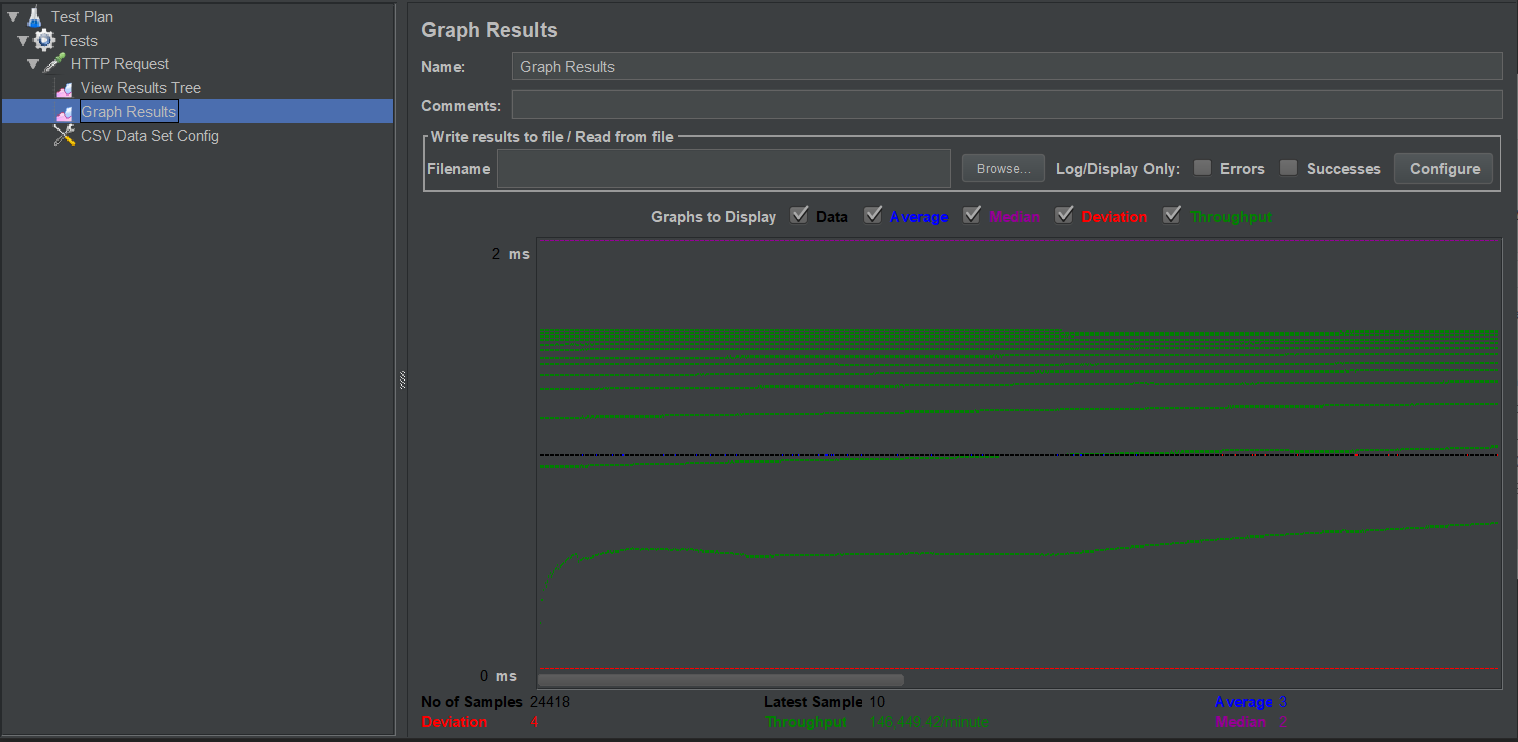 Test Plan
Tests
HTTP Request
View Results Tree
Graph Results
CSV Data Set Config
Graph Results
Name: Graph Results
Comments:
Write results to file / Read from file
Filename Browse... Log/Display Only: Errors Successes Configure
Graphs to Display Data Average Median Deviation Throughput
2 ms
0 ms
No of Samples 24418 Latest Sample 10 Average 3
Deviation 4 Throughput 146,449.42/minute Median 2